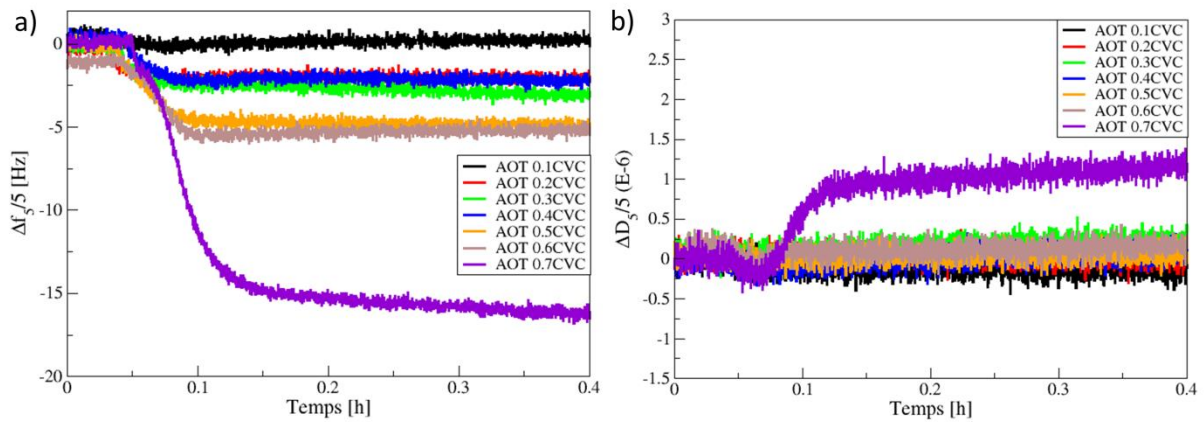 a)
Δf₅/5 [Hz]
0
-5
-10
-15
-20
0
0.1
0.2
0.3
0.4
Temps [h]
AOT 0.1CVC
AOT 0.2CVC
AOT 0.3CVC
AOT 0.4CVC
AOT 0.5CVC
AOT 0.6CVC
AOT 0.7CVC
b)
ΔD₅/5 (E-6)
3
2.5
2
1.5
1
0.5
0
-0.5
-1
-1.5
0
0.1
0.2
0.3
0.4
Temps [h]
AOT 0.1CVC
AOT 0.2CVC
AOT 0.3CVC
AOT 0.4CVC
AOT 0.5CVC
AOT 0.6CVC
AOT 0.7CVC